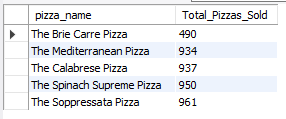 pizza_name Total_Pizzas_Sold
The Brie Carre Pizza 490
The Mediterranean Pizza 934
The Calabrese Pizza 937
The Spinach Supreme Pizza 950
The Soppressata Pizza 961